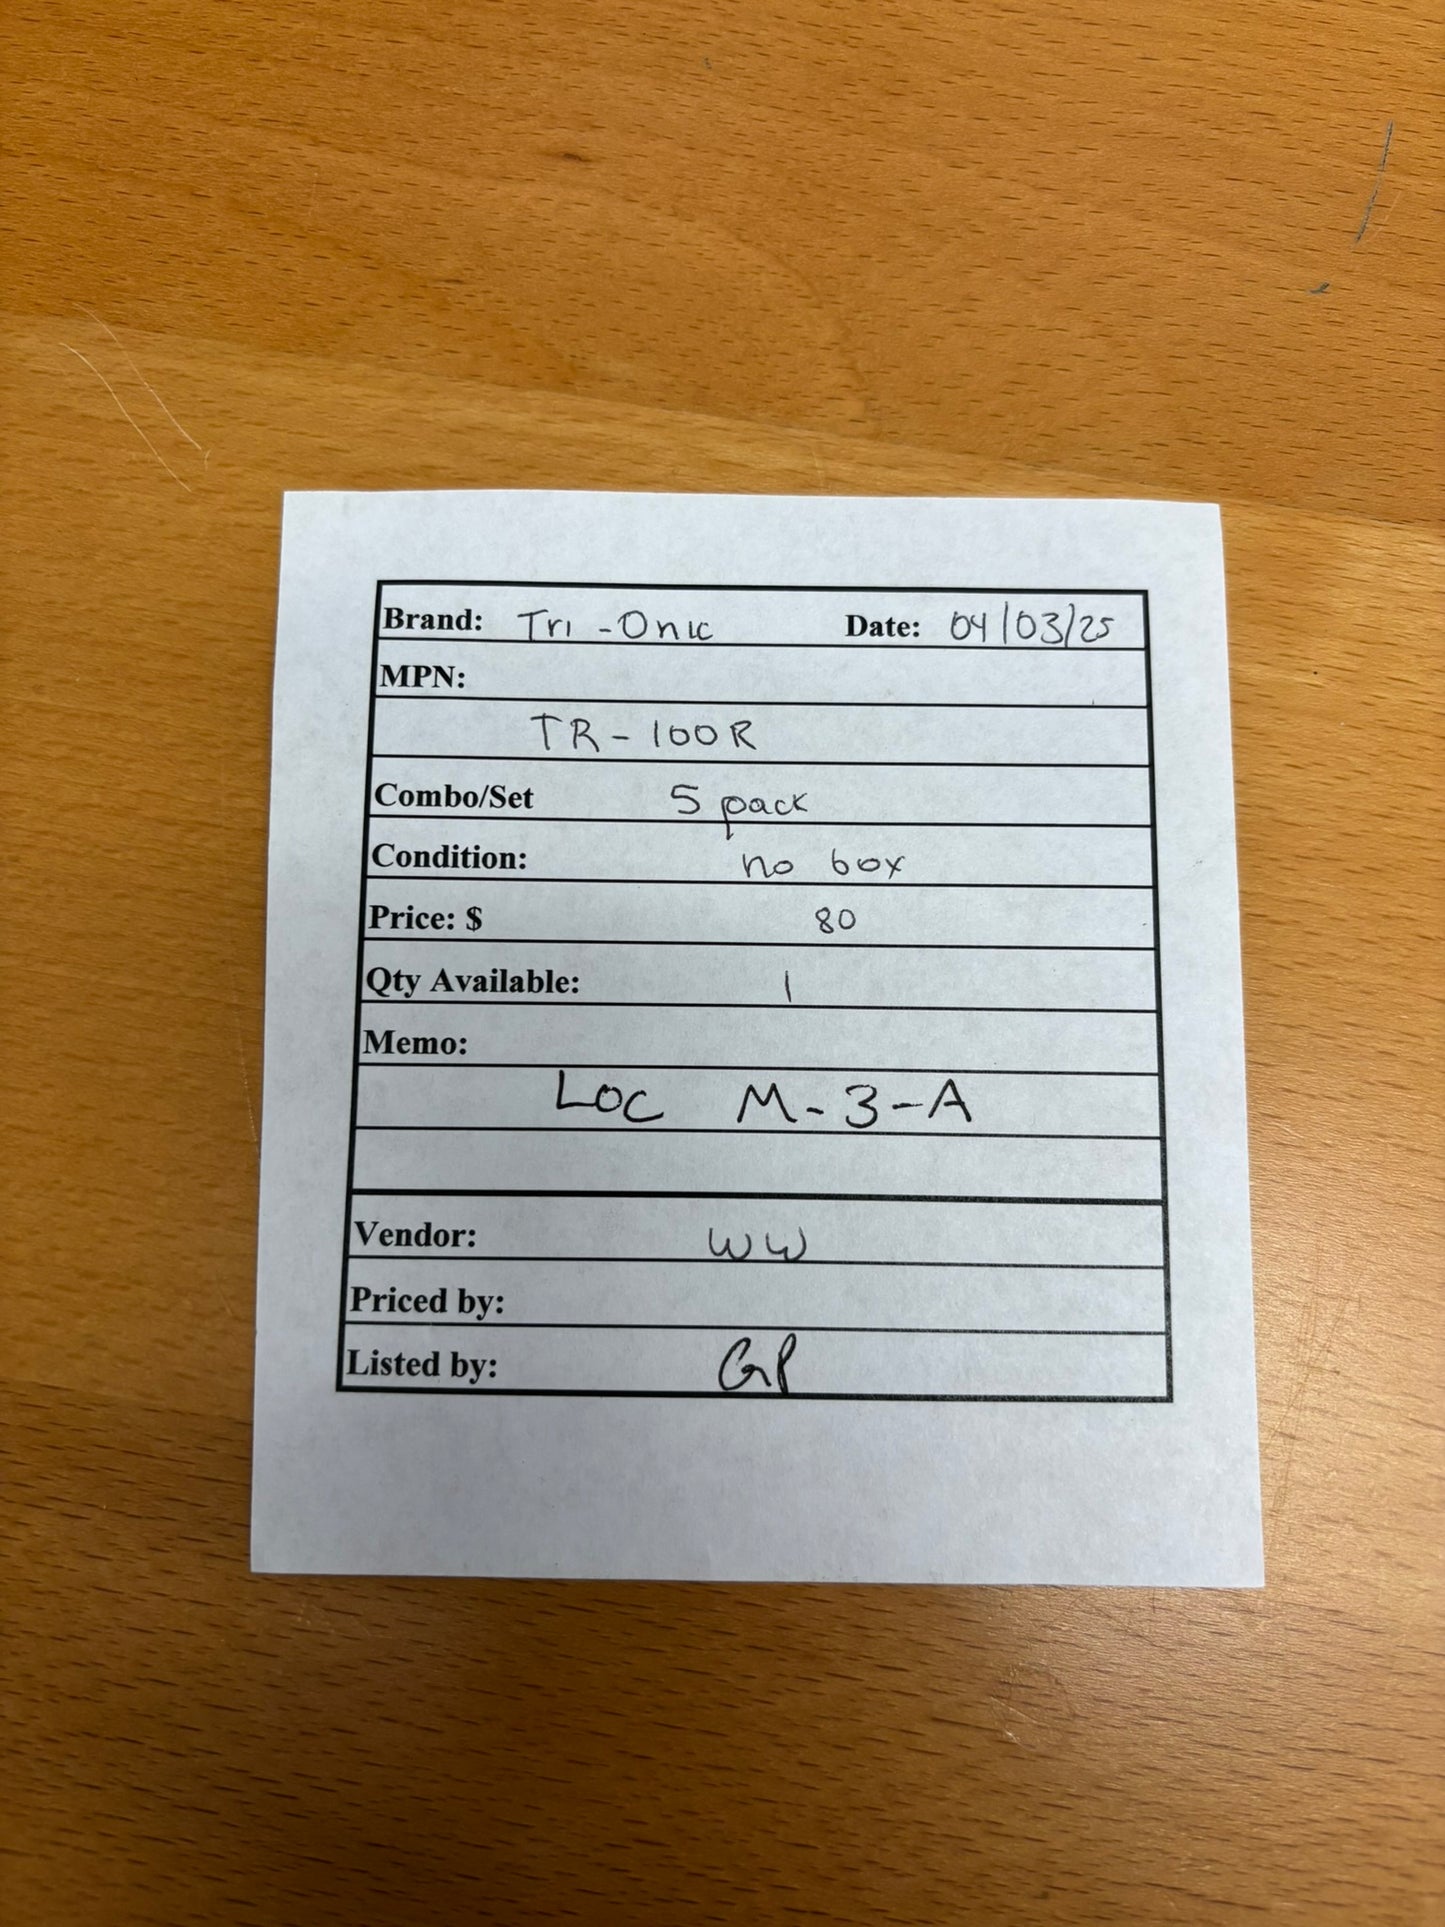 Brand: Tri-Onic Date: 04/03/25
MPN:
TR-100R
Combo/Set 5 pack
Condition: no box
Price: $ 80
Qty Available: 1
Memo:
LOC M-3-A
Vendor: WW
Priced by:
Listed by: GP